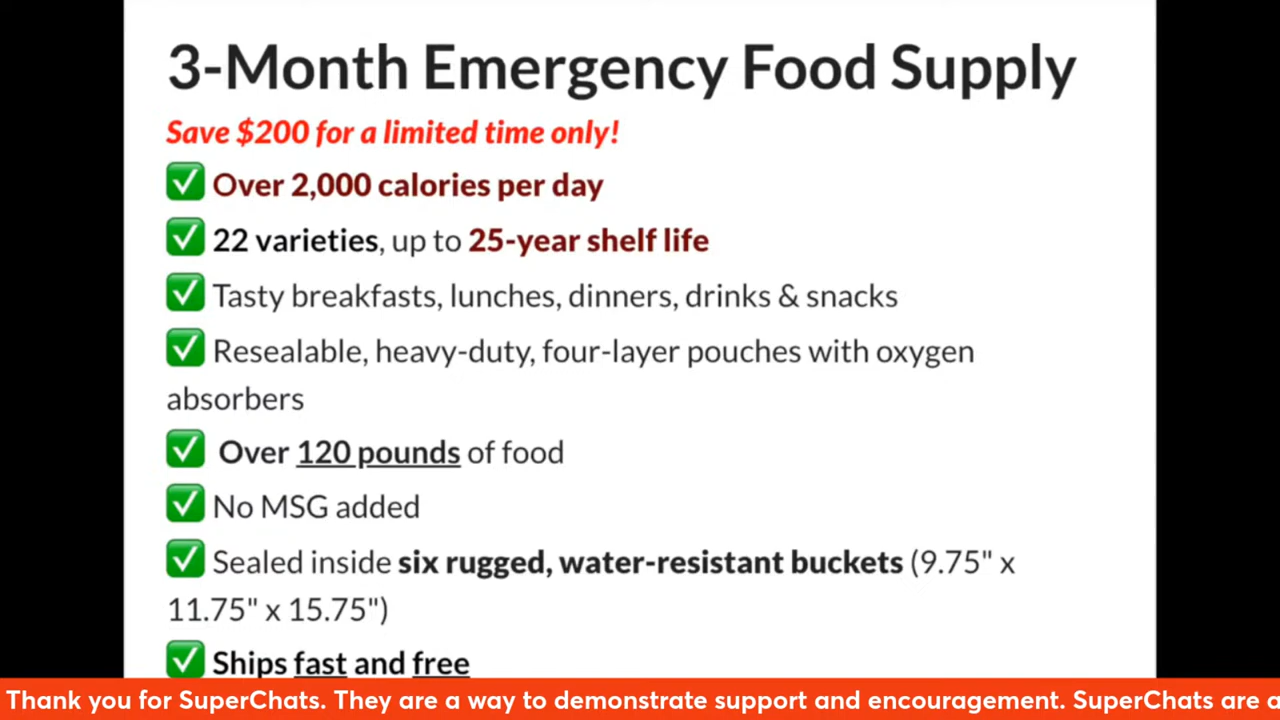 3-Month Emergency Food Supply
Save $200 for a limited time only!
✅ Over 2,000 calories per day
✅ 22 varieties, up to 25-year shelf life
✅ Tasty breakfasts, lunches, dinners, drinks & snacks
✅ Resealable, heavy-duty, four-layer pouches with oxygen
absorbers
✅ Over 120 pounds of food
✅ No MSG added
✅ Sealed inside six rugged, water-resistant buckets (9.75" x
11.75" x 15.75")
✅ Ships fast and free
Thank you for SuperChats. They are a way to demonstrate support and encouragement. SuperChats are